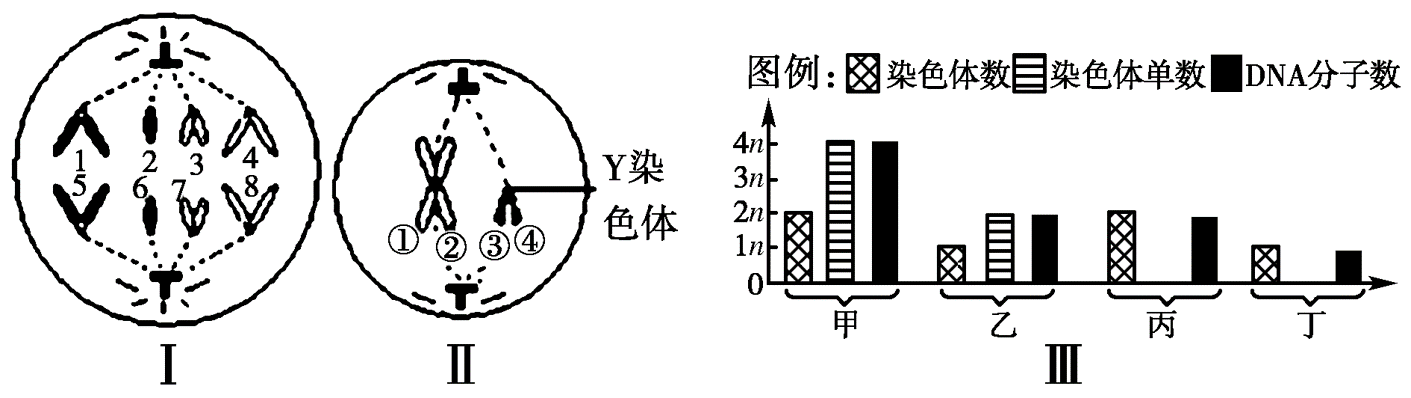 1 2 3 4
5 6 7 8
Ⅰ
① ② ③ ④
Y染
色体
Ⅱ
图例：染色体数 染色体单数 DNA分子数
4n
3n
2n
1n
0
甲 乙 丙 丁
Ⅲ